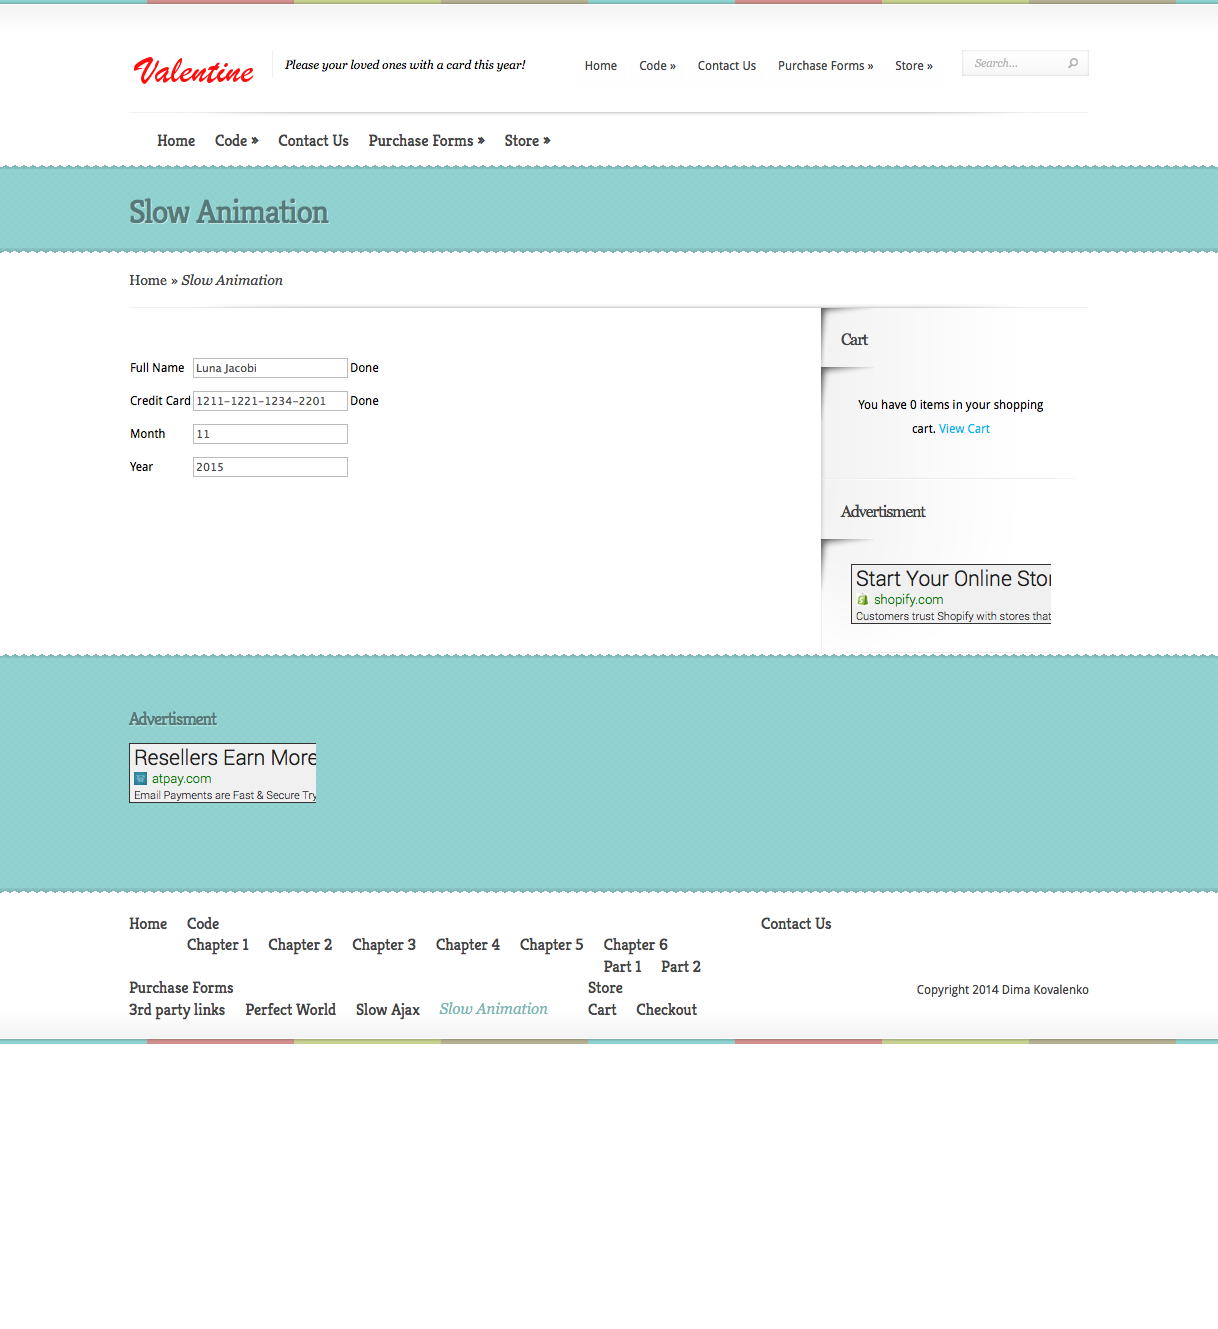 Valentine
Please your loved ones with a card this year!
Home Code » Contact Us Purchase Forms » Store »
Search...
Home Code » Contact Us Purchase Forms » Store »
Slow Animation
Home » Slow Animation
Full Name Luna Jacobi Done
Credit Card 1211-1221-1234-2201 Done
Month 11
Year 2015
Cart
You have 0 items in your shopping
cart. View Cart
Advertisment
Start Your Online Stor
shopify.com
Customers trust Shopify with stores that
Advertisment
Resellers Earn More
atpay.com
Email Payments are Fast & Secure Try
Home Code Contact Us
Chapter 1 Chapter 2 Chapter 3 Chapter 4 Chapter 5 Chapter 6
Part 1 Part 2
Purchase Forms Store
3rd party links Perfect World Slow Ajax Slow Animation Cart Checkout
Copyright 2014 Dima Kovalenko